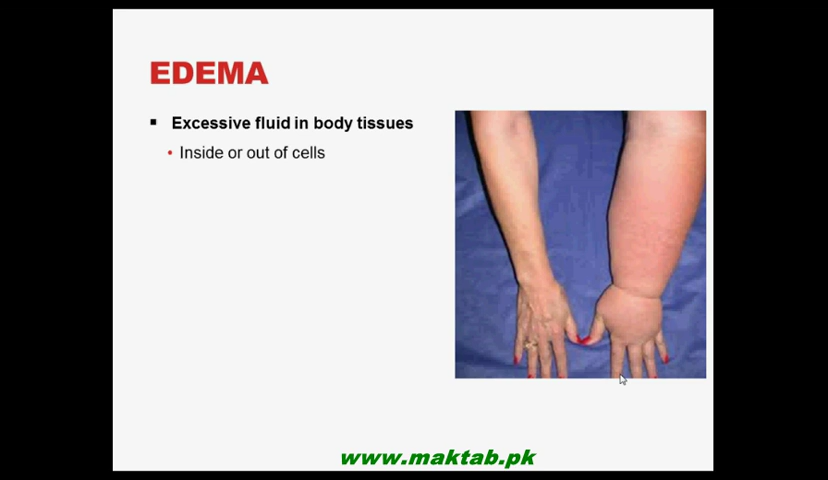 EDEMA
▪ Excessive fluid in body tissues
• Inside or out of cells
www.maktab.pk